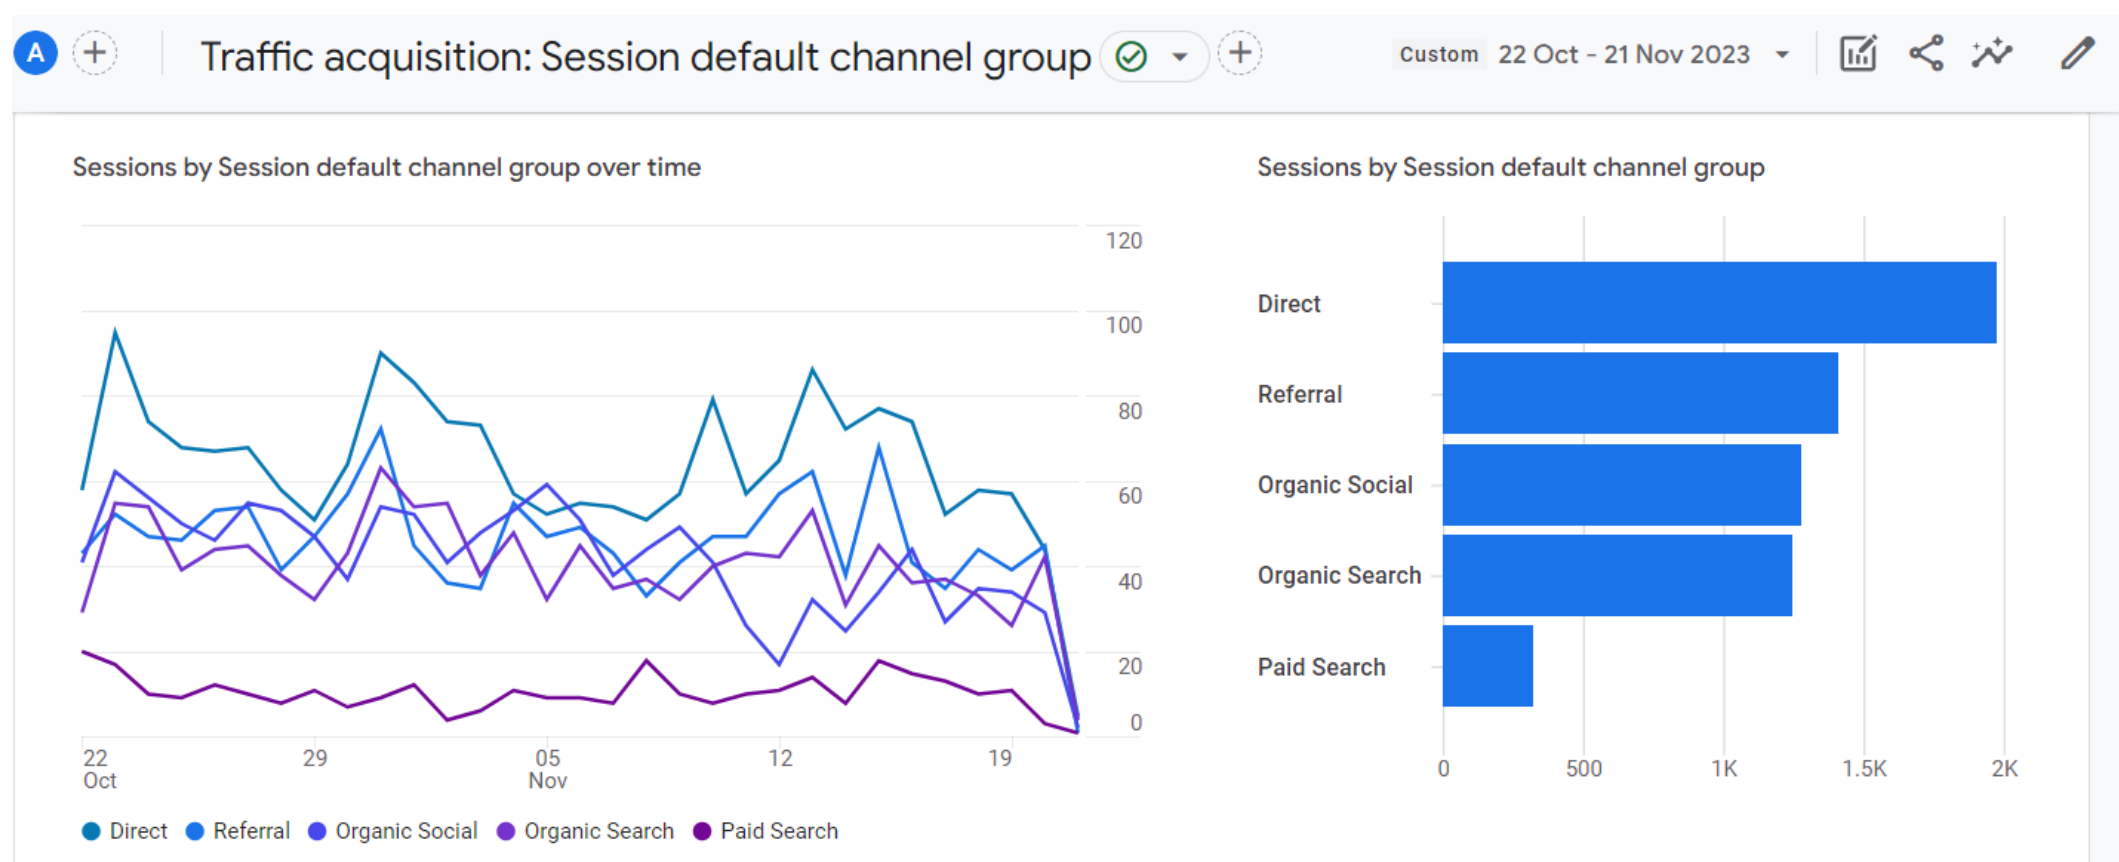 A
Traffic acquisition: Session default channel group
Custom 22 Oct - 21 Nov 2023
Sessions by Session default channel group over time
120
100
80
60
40
20
0
22
Oct
29
05
Nov
12
19
Direct Referral Organic Social Organic Search Paid Search
Sessions by Session default channel group
Direct
Referral
Organic Social
Organic Search
Paid Search
0 500 1K 1.5K 2K